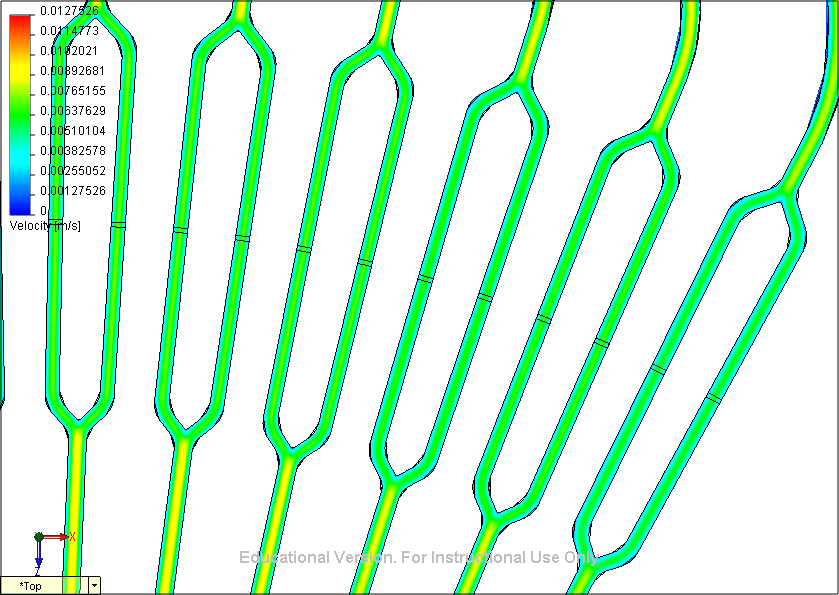 0.0127526
0.0114773
0.0102021
0.00892681
0.00765155
0.00637629
0.00510104
0.00382578
0.00255052
0.00127526
0
Velocity [m/s]
X
Z
Educational Version. For Instructional Use Only
*Top